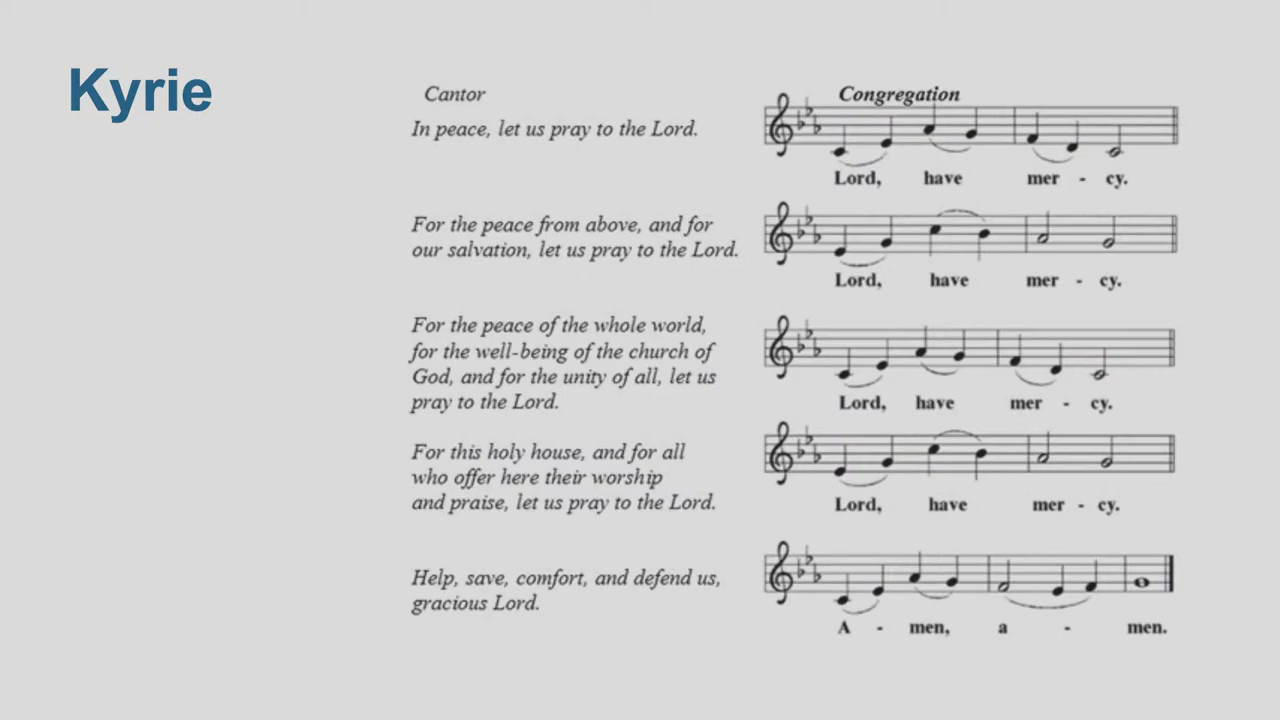 Kyrie
Cantor
Congregation
In peace, let us pray to the Lord.
Lord, have mer - cy.
For the peace from above, and for
our salvation, let us pray to the Lord.
Lord, have mer - cy.
For the peace of the whole world,
for the well-being of the church of
God, and for the unity of all, let us
pray to the Lord.
Lord, have mer - cy.
For this holy house, and for all
who offer here their worship
and praise, let us pray to the Lord.
Lord, have mer - cy.
Help, save, comfort, and defend us,
gracious Lord.
A - men, a - men.